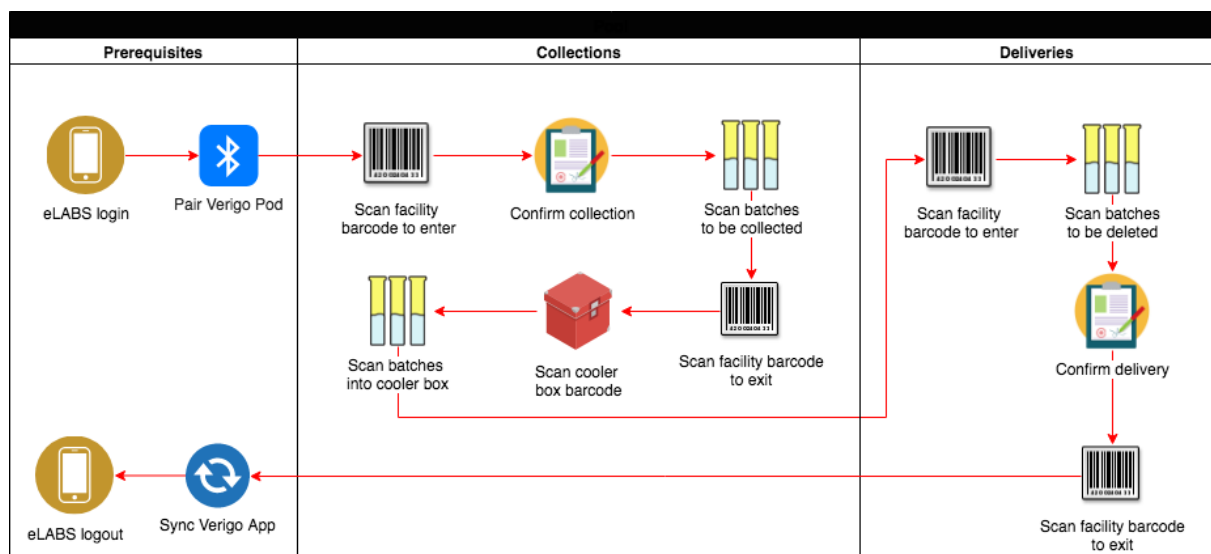 Prerequisites
Collections
Deliveries
eLABS login
Pair Verigo Pod
Scan facility
barcode to enter
Confirm collection
Scan batches
to be collected
Scan facility barcode
to exit
Scan cooler
box barcode
Scan batches
into cooler box
Scan facility
barcode to enter
Scan batches
to be deleted
Confirm delivery
Scan facility barcode
to exit
Sync Verigo App
eLABS logout